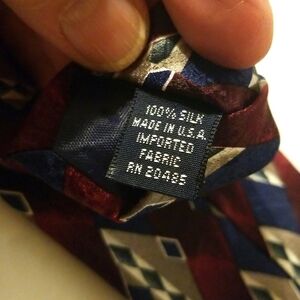 100% SILK
MADE IN U.S.A.
IMPORTED
FABRIC
RN 20485